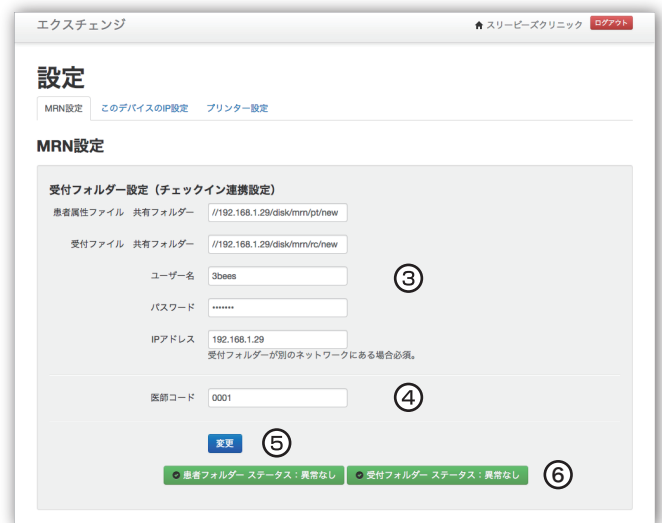 エクスチェンジ
スリービーズクリニック ログアウト
設定
MRN設定 このデバイスのIP設定 プリンター設定
MRN設定
受付フォルダー設定（チェックイン連携設定）
患者属性ファイル 共有フォルダー //192.168.1.29/disk/mrn/pt/new
受付ファイル 共有フォルダー //192.168.1.29/disk/mrn/rc/new
ユーザー名 3bees
③
パスワード •••••••
IPアドレス 192.168.1.29
受付フォルダーが別のネットワークにある場合必須。
医師コード 0001 ④
変更 ⑤
患者フォルダー ステータス：異常なし 受付フォルダー ステータス：異常なし ⑥